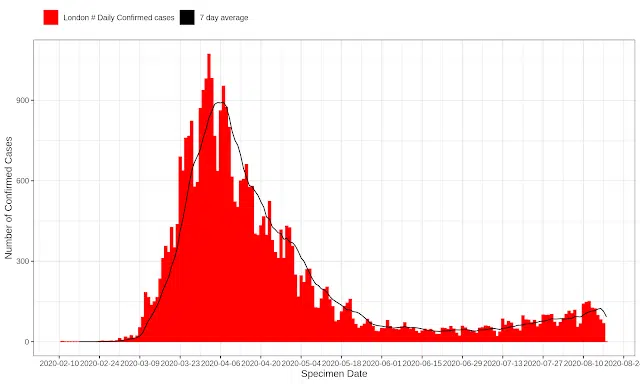 London # Daily Confirmed cases 7 day average
Number of Confirmed Cases
900
600
300
0
2020-02-10 2020-02-24 2020-03-09 2020-03-23 2020-04-06 2020-04-20 2020-05-04 2020-05-18 2020-06-01 2020-06-15 2020-06-29 2020-07-13 2020-07-27 2020-08-10 2020-08-24
Specimen Date